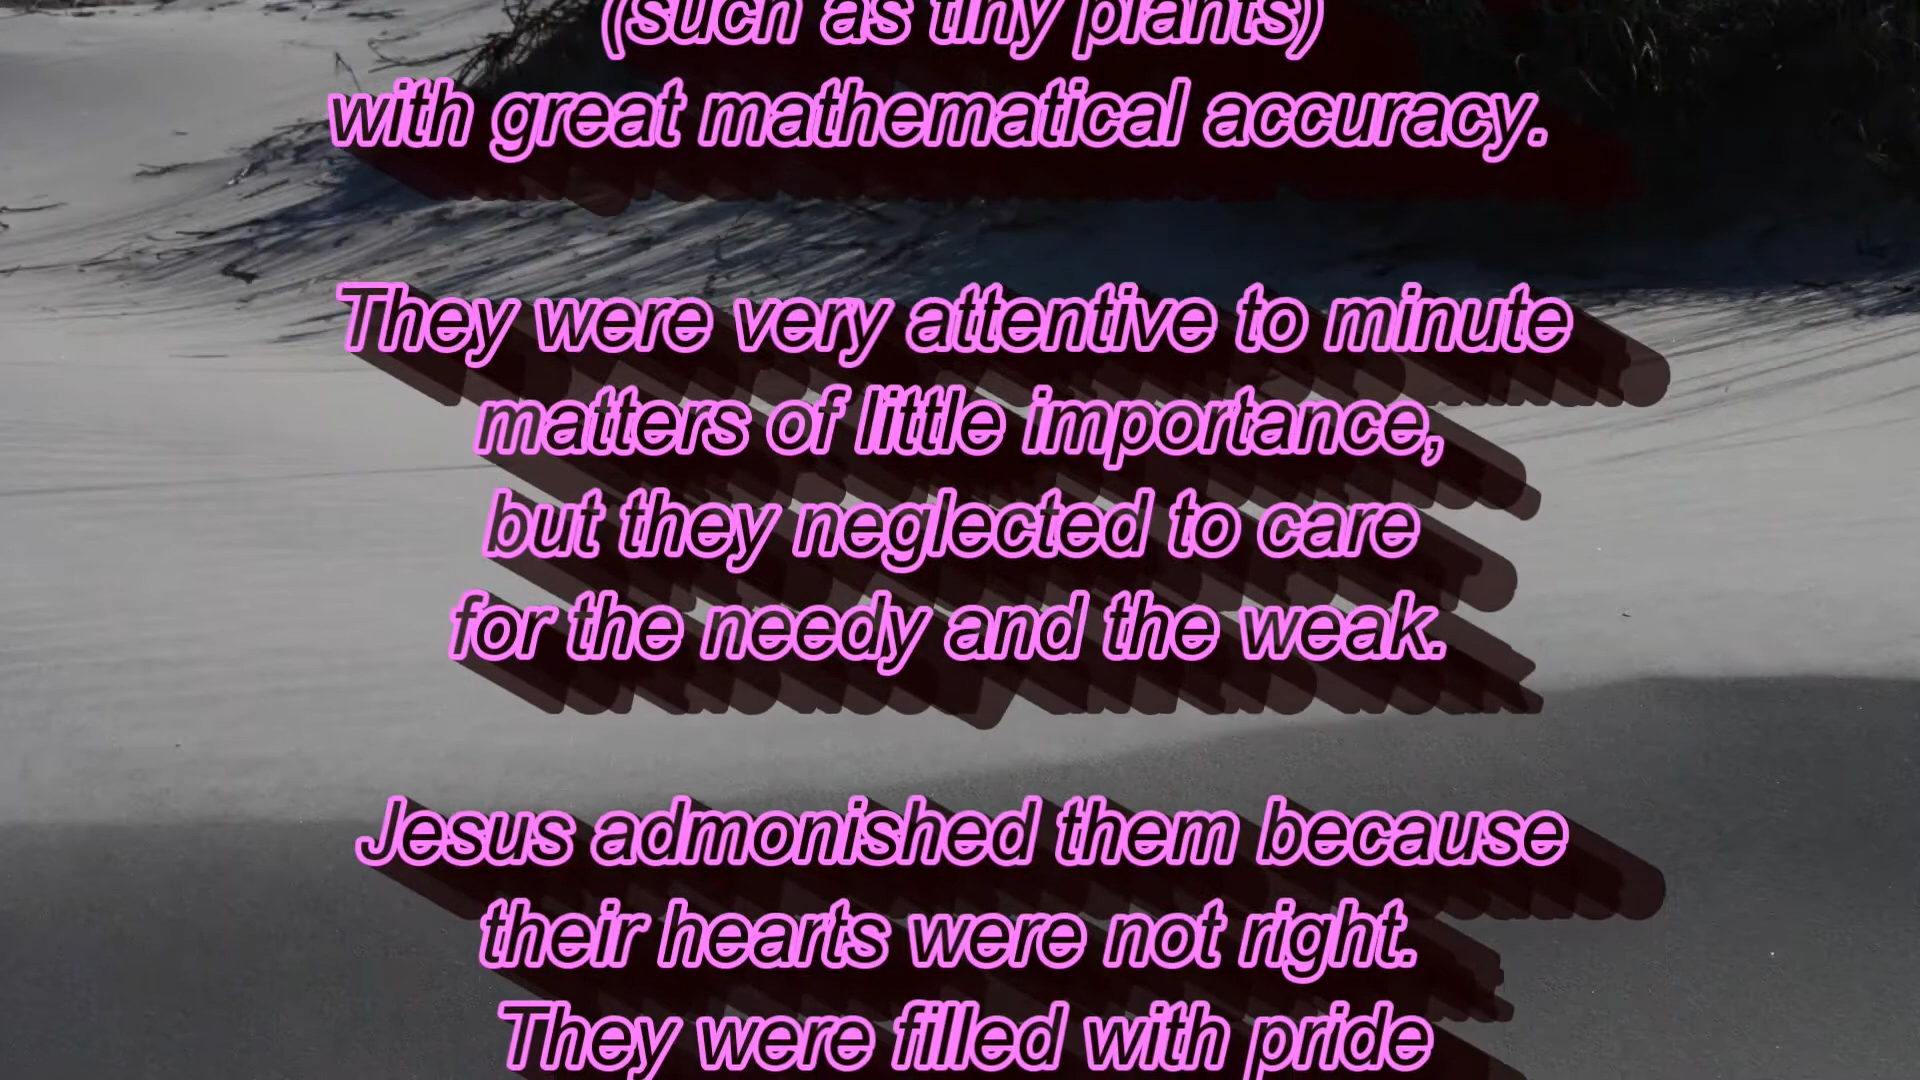 (such as tiny plants)
with great mathematical accuracy.
They were very attentive to minute
matters of little importance,
but they neglected to care
for the needy and the weak.
Jesus admonished them because
their hearts were not right.
They were filled with pride